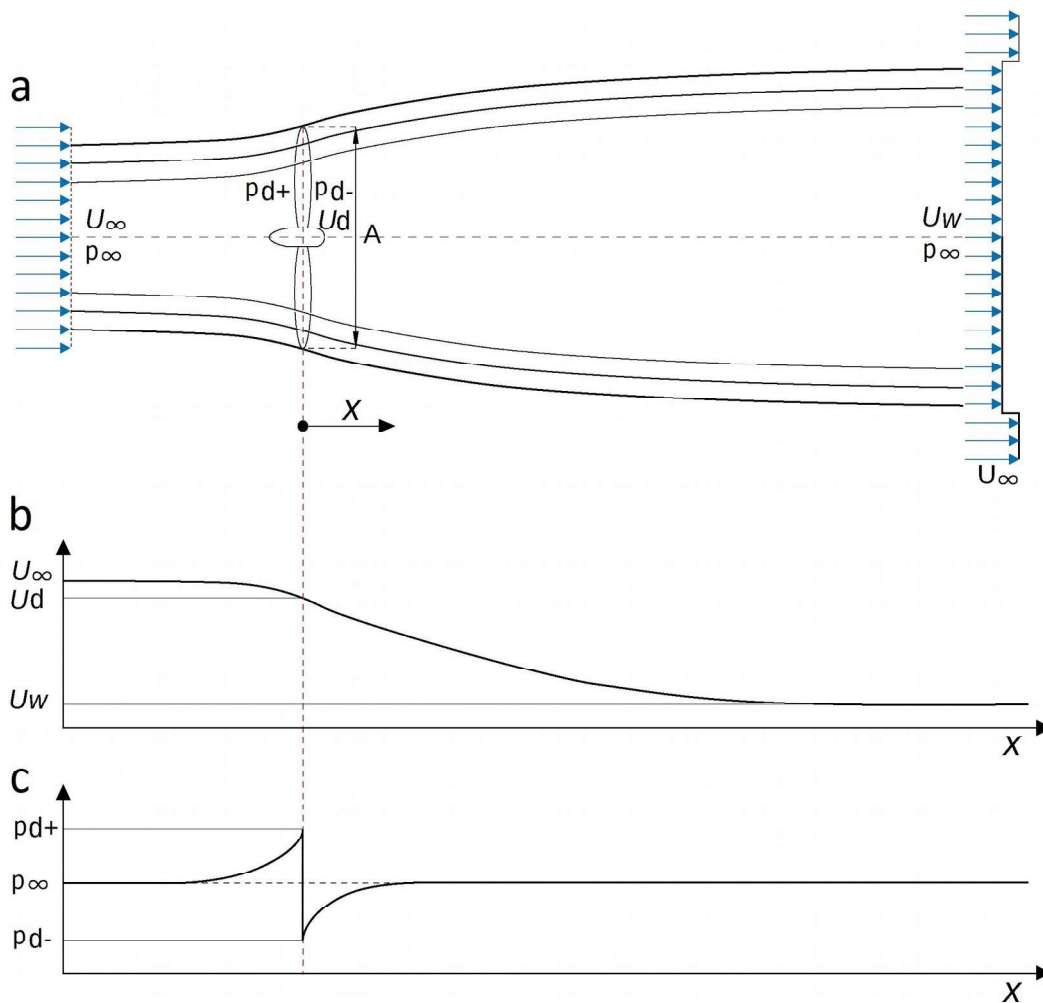 a
pd+ pd-
U∞ Ud A Uw
p∞ p∞
X
U∞
b
U∞
Ud
Uw
X
c
pd+
p∞
pd-
X